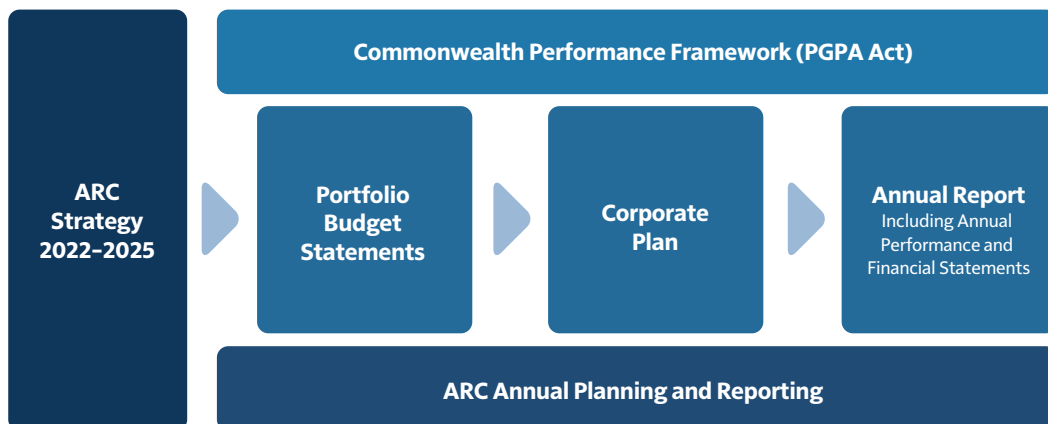 ARC
Strategy
2022–2025
Commonwealth Performance Framework (PGPA Act)
Portfolio
Budget
Statements
Corporate
Plan
Annual Report
Including Annual
Performance and
Financial Statements
ARC Annual Planning and Reporting